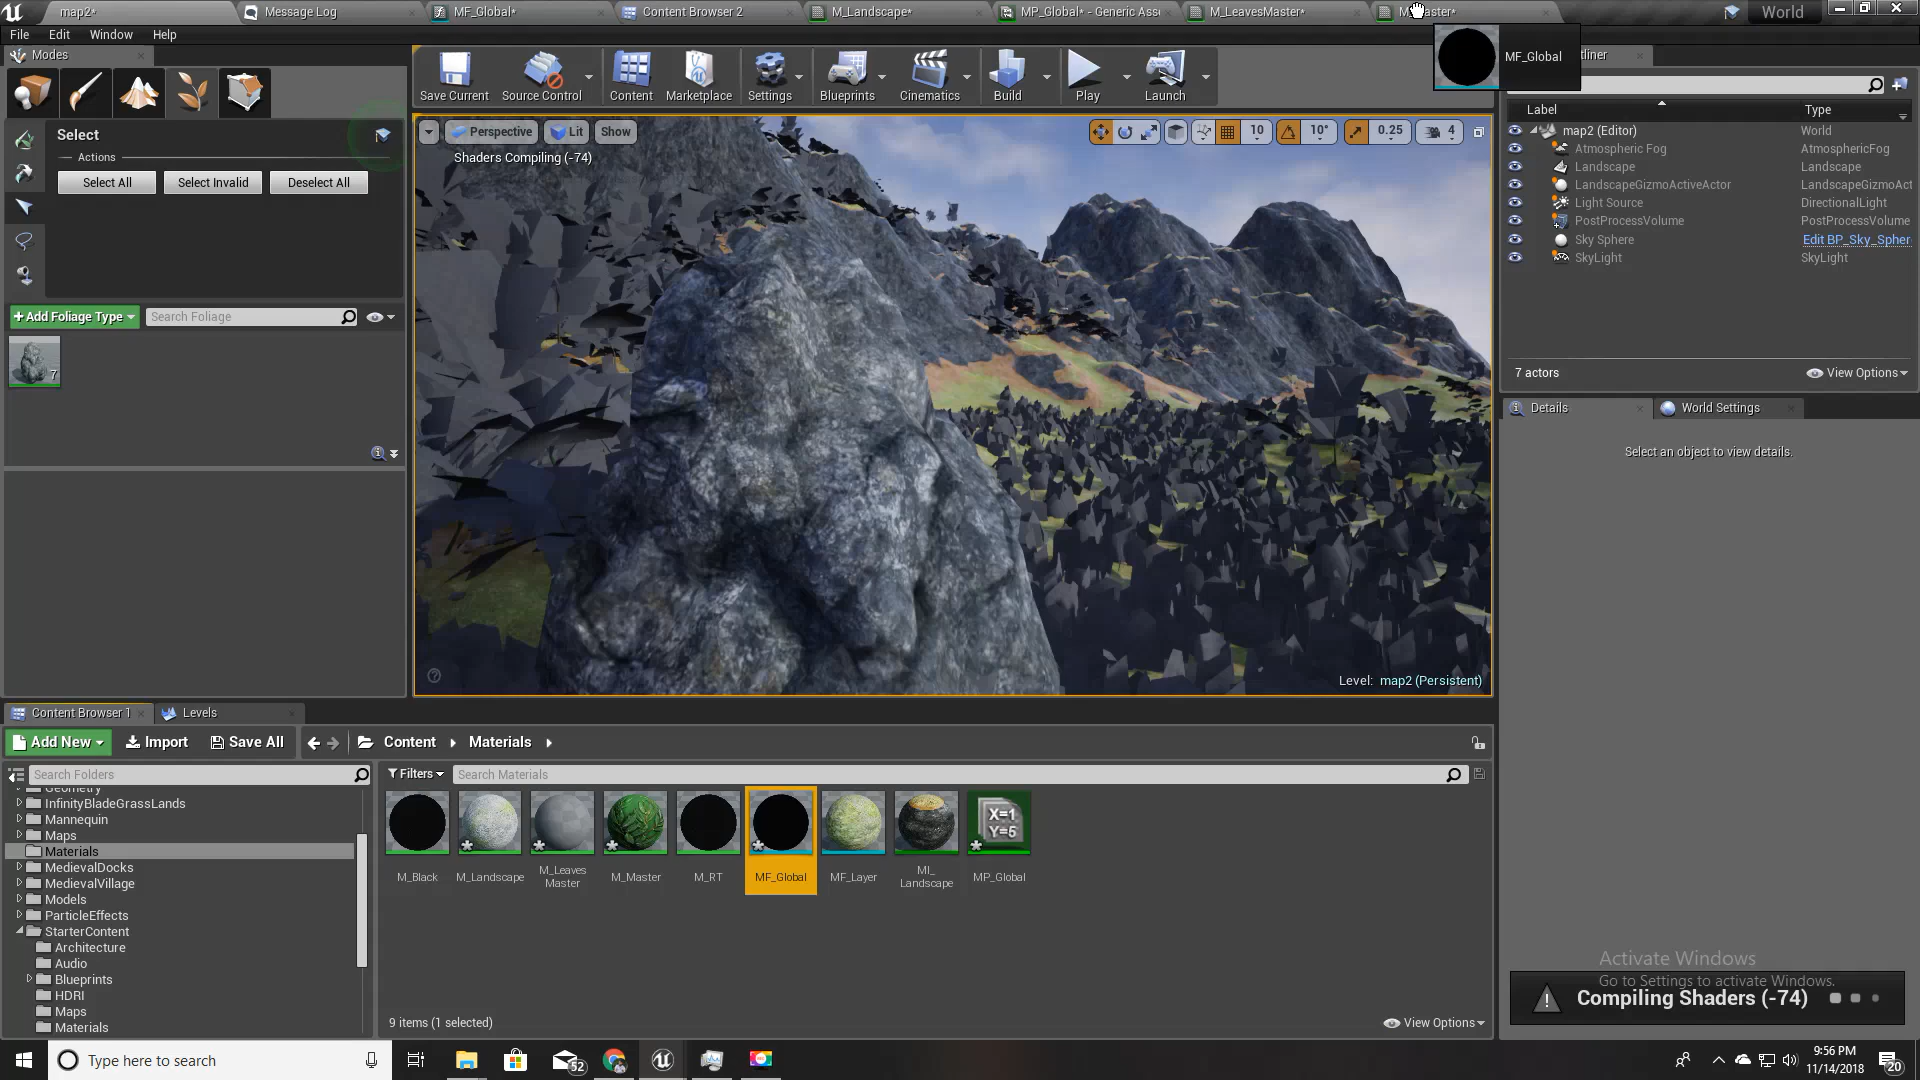 map2*
Message Log
MF_Global*
Content Browser 2
M_Landscape*
MP_Global* - Generic Ass
M_LeavesMaster*
World
File
Edit
Window
Help
MF_Global
Modes
Save Current
Source Control
Content
Marketplace
Settings
Blueprints
Cinematics
Build
Play
Launch
Label
Type
Select
Actions
Select All
Select Invalid
Deselect All
Perspective
Lit
Show
10
10°
0.25
4
Shaders Compiling (-74)
map2 (Editor)
World
Atmospheric Fog
AtmosphericFog
Landscape
Landscape
LandscapeGizmoActiveActor
LandscapeGizmoAct
Light Source
DirectionalLight
PostProcessVolume
PostProcessVolume
Sky Sphere
Edit BP_Sky_Spher
SkyLight
SkyLight
7 actors
View Options
Add Foliage Type
Search Foliage
7
Details
World Settings
Select an object to view details.
Level: map2 (Persistent)
Content Browser 1
Levels
Add New
Import
Save All
Content
Materials
Search Folders
Filters
Search Materials
Geometry
InfinityBladeGrassLands
Mannequin
Maps
Materials
MedievalDocks
MedievalVillage
Models
ParticleEffects
StarterContent
Architecture
Audio
Blueprints
HDRI
Maps
Materials
X=1
Y=5
M_Black
M_Landscape
M_Leaves
Master
M_Master
M_RT
MF_Global
MF_Layer
MI_
Landscape
MP_Global
9 items (1 selected)
View Options
Activate Windows
Go to Settings to activate Windows.
Compiling Shaders (-74)
Type here to search
52
9:56 PM
11/14/2018
20